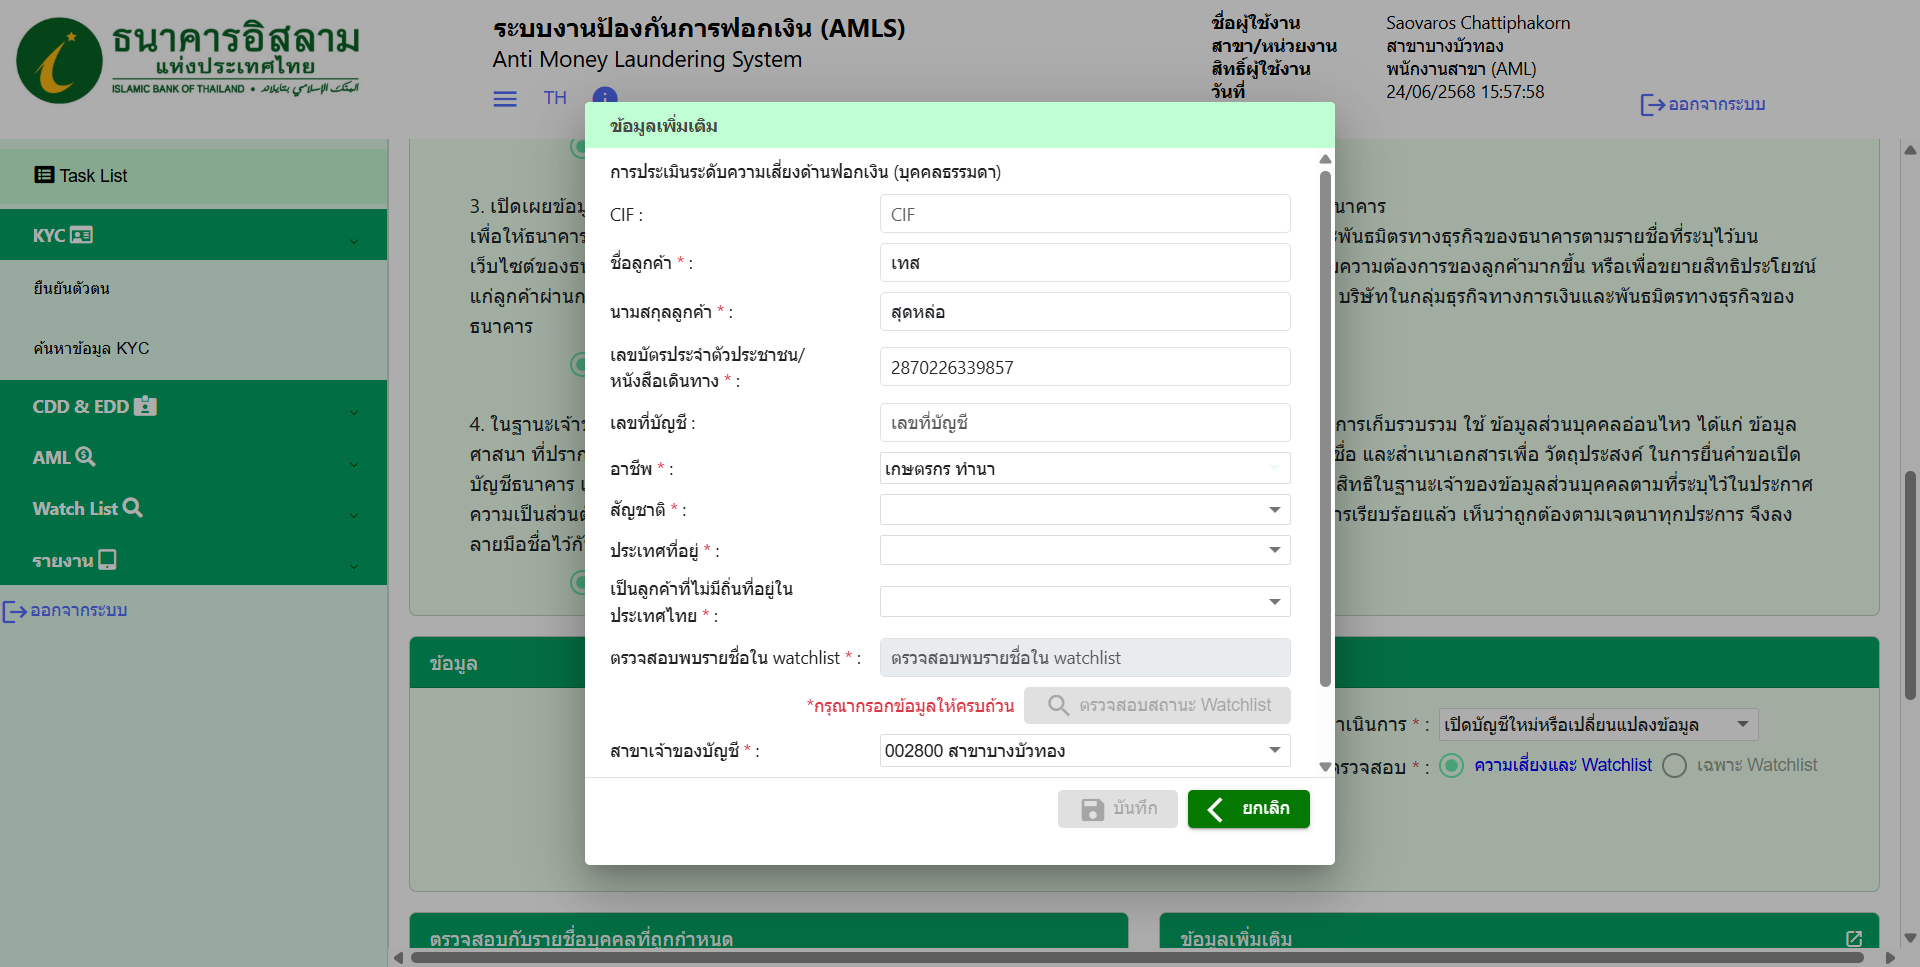 ธนาคารอิสลาม
แห่งประเทศไทย
ISLAMIC BANK OF THAILAND •
ระบบงานป้องกันการฟอกเงิน (AMLS)
Anti Money Laundering System
TH
ชื่อผู้ใช้งาน Saovaros Chattiphakorn
สาขา/หน่วยงาน สาขาบางบัวทอง
สิทธิ์ผู้ใช้งาน พนักงานสาขา (AML)
วันที่ 24/06/2568 15:57:58
ออกจากระบบ
Task List
KYC
ยืนยันตัวตน
ค้นหาข้อมูล KYC
CDD & EDD
AML
Watch List
รายงาน
ออกจากระบบ
ข้อมูลเพิ่มเติม
การประเมินระดับความเสี่ยงด้านฟอกเงิน (บุคคลธรรมดา)
CIF : CIF
ชื่อลูกค้า * : เทส
นามสกุลลูกค้า * : สุดหล่อ
เลขบัตรประจำตัวประชาชน/
หนังสือเดินทาง * : 2870226339857
เลขที่บัญชี : เลขที่บัญชี
อาชีพ * : เกษตรกร ทำนา
สัญชาติ * :
ประเทศที่อยู่ * :
เป็นลูกค้าที่ไม่มีถิ่นที่อยู่ใน
ประเทศไทย * :
ตรวจสอบพบรายชื่อใน watchlist * : ตรวจสอบพบรายชื่อใน watchlist
*กรุณากรอกข้อมูลให้ครบถ้วน ตรวจสอบสถานะ Watchlist
สาขาเจ้าของบัญชี * : 002800 สาขาบางบัวทอง
บันทึก ยกเลิก
3. เปิดเผยข้อมู นาคาร
เพื่อให้ธนาคาร ะพันธมิตรทางธุรกิจของธนาคารตามรายชื่อที่ระบุไว้บน
เว็บไซต์ของธน มความต้องการของลูกค้ามากขึ้น หรือเพื่อขยายสิทธิประโยชน์
แก่ลูกค้าผ่านก บริษัทในกลุ่มธุรกิจทางการเงินและพันธมิตรทางธุรกิจของ
ธนาคาร
4. ในฐานะเจ้าข การเก็บรวบรวม ใช้ ข้อมูลส่วนบุคคลอ่อนไหว ได้แก่ ข้อมูล
ศาสนา ที่ปราก ชื่อ และสำเนาเอกสารเพื่อ วัตถุประสงค์ ในการยื่นคำขอเปิด
บัญชีธนาคาร เ สิทธิในฐานะเจ้าของข้อมูลส่วนบุคคลตามที่ระบุไว้ในประกาศ
ความเป็นส่วนต ารเรียบร้อยแล้ว เห็นว่าถูกต้องตามเจตนาทุกประการ จึงลง
ลายมือชื่อไว้กั
ข้อมูล
ำเนินการ * : เปิดบัญชีใหม่หรือเปลี่ยนแปลงข้อมูล
ตรวจสอบ * : ความเสี่ยงและ Watchlist เฉพาะ Watchlist
ตรวจสอบกับรายชื่อบุคคลที่ถูกกำหนด
ข้อมูลเพิ่มเติม